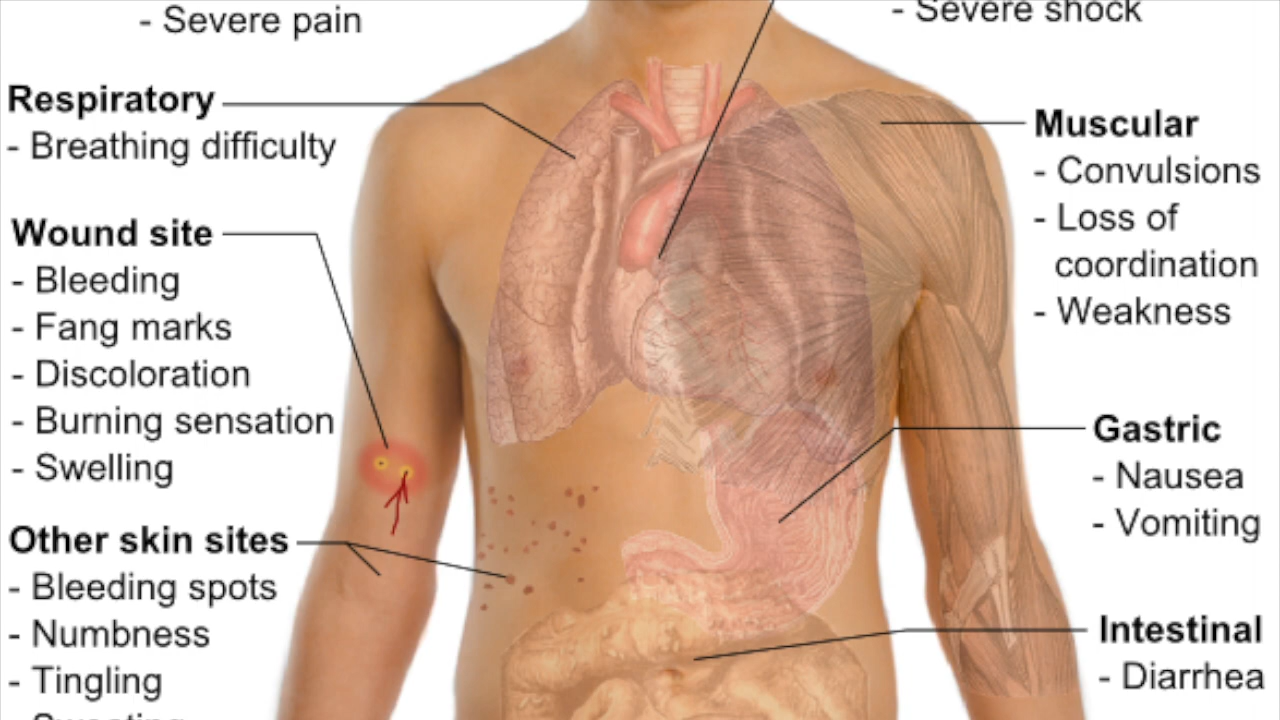 - Severe pain
- Severe shock
Respiratory
- Breathing difficulty
Wound site
- Bleeding
- Fang marks
- Discoloration
- Burning sensation
- Swelling
Other skin sites
- Bleeding spots
- Numbness
- Tingling
- Sweating
Muscular
- Convulsions
- Loss of
coordination
- Weakness
Gastric
- Nausea
- Vomiting
Intestinal
- Diarrhea